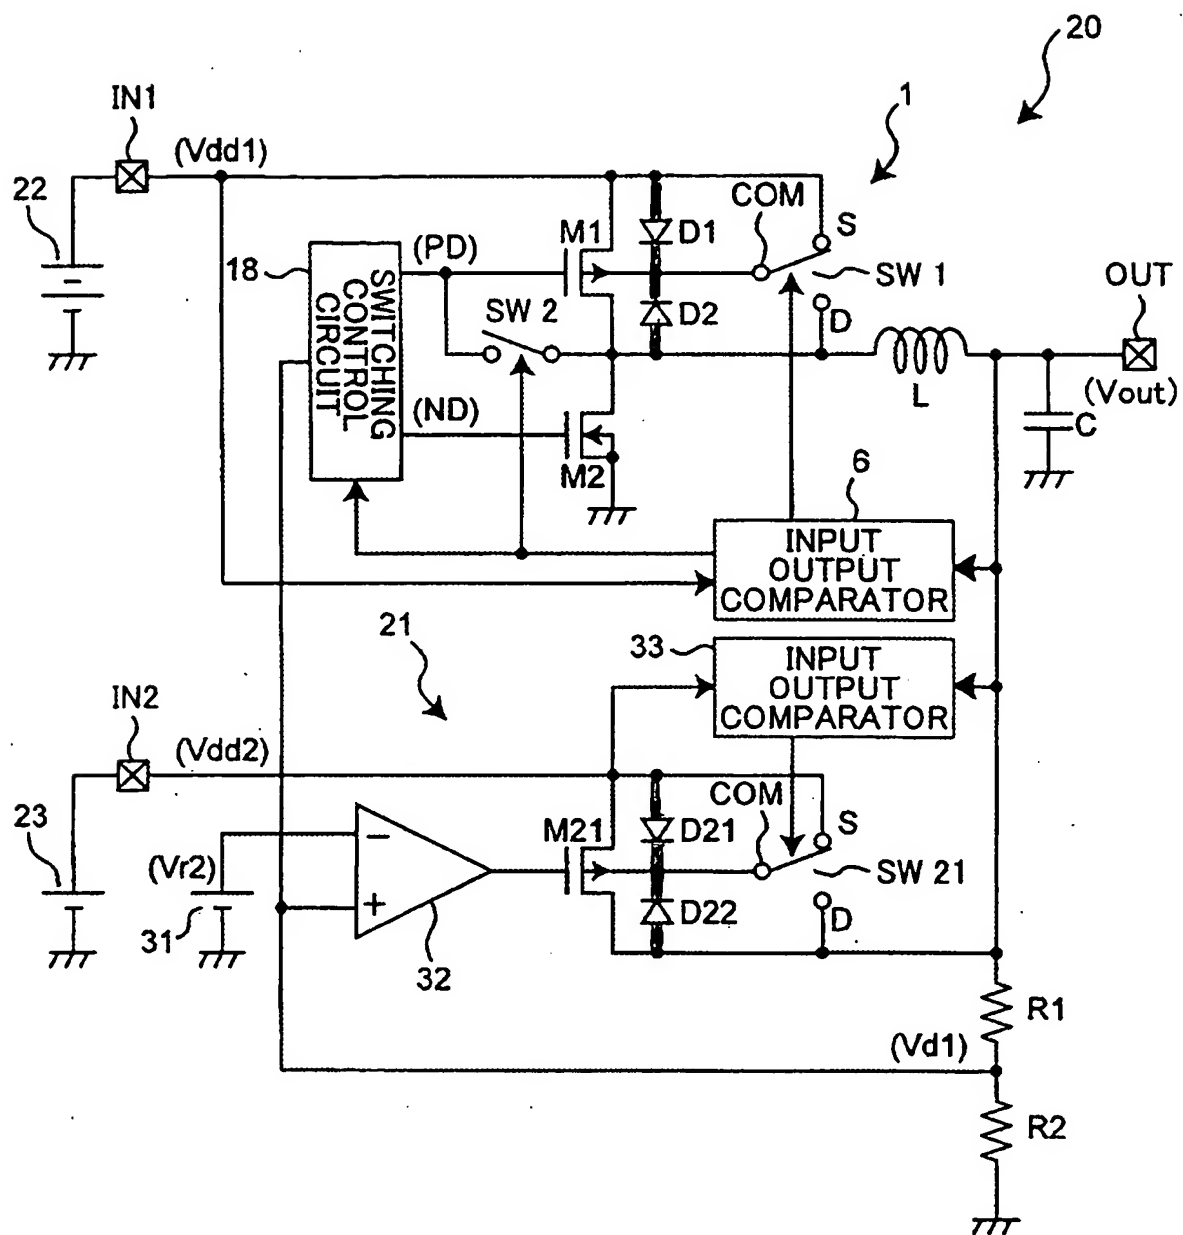 20
IN1
1
(Vdd1)
22
COM
S
M1
D1
(PD)
SW 1
18
SWITCHING
CONTROL
CIRCUIT
SW 2
D2
D
OUT
L
(Vout)
C
(ND)
M2
6
INPUT
OUTPUT
COMPARATOR
21
33
INPUT
OUTPUT
COMPARATOR
IN2
(Vdd2)
COM
S
23
M21
D21
(Vr2)
−
SW 21
+
D22
D
31
32
R1
(Vd1)
R2